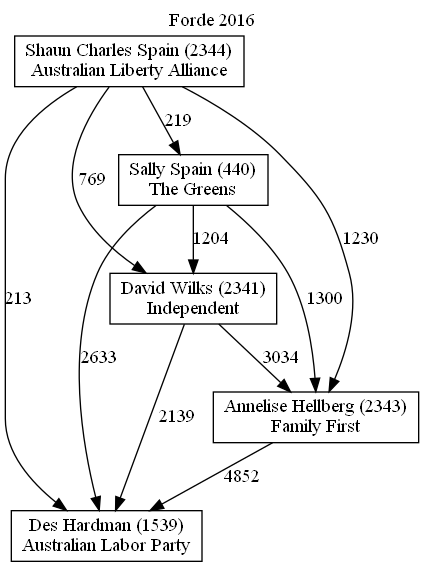 Forde 2016
Shaun Charles Spain (2344)
Australian Liberty Alliance
219
Sally Spain (440)
The Greens
769
1204
1230
David Wilks (2341)
Independent
213
1300
2633
3034
Annelise Hellberg (2343)
Family First
2139
4852
Des Hardman (1539)
Australian Labor Party